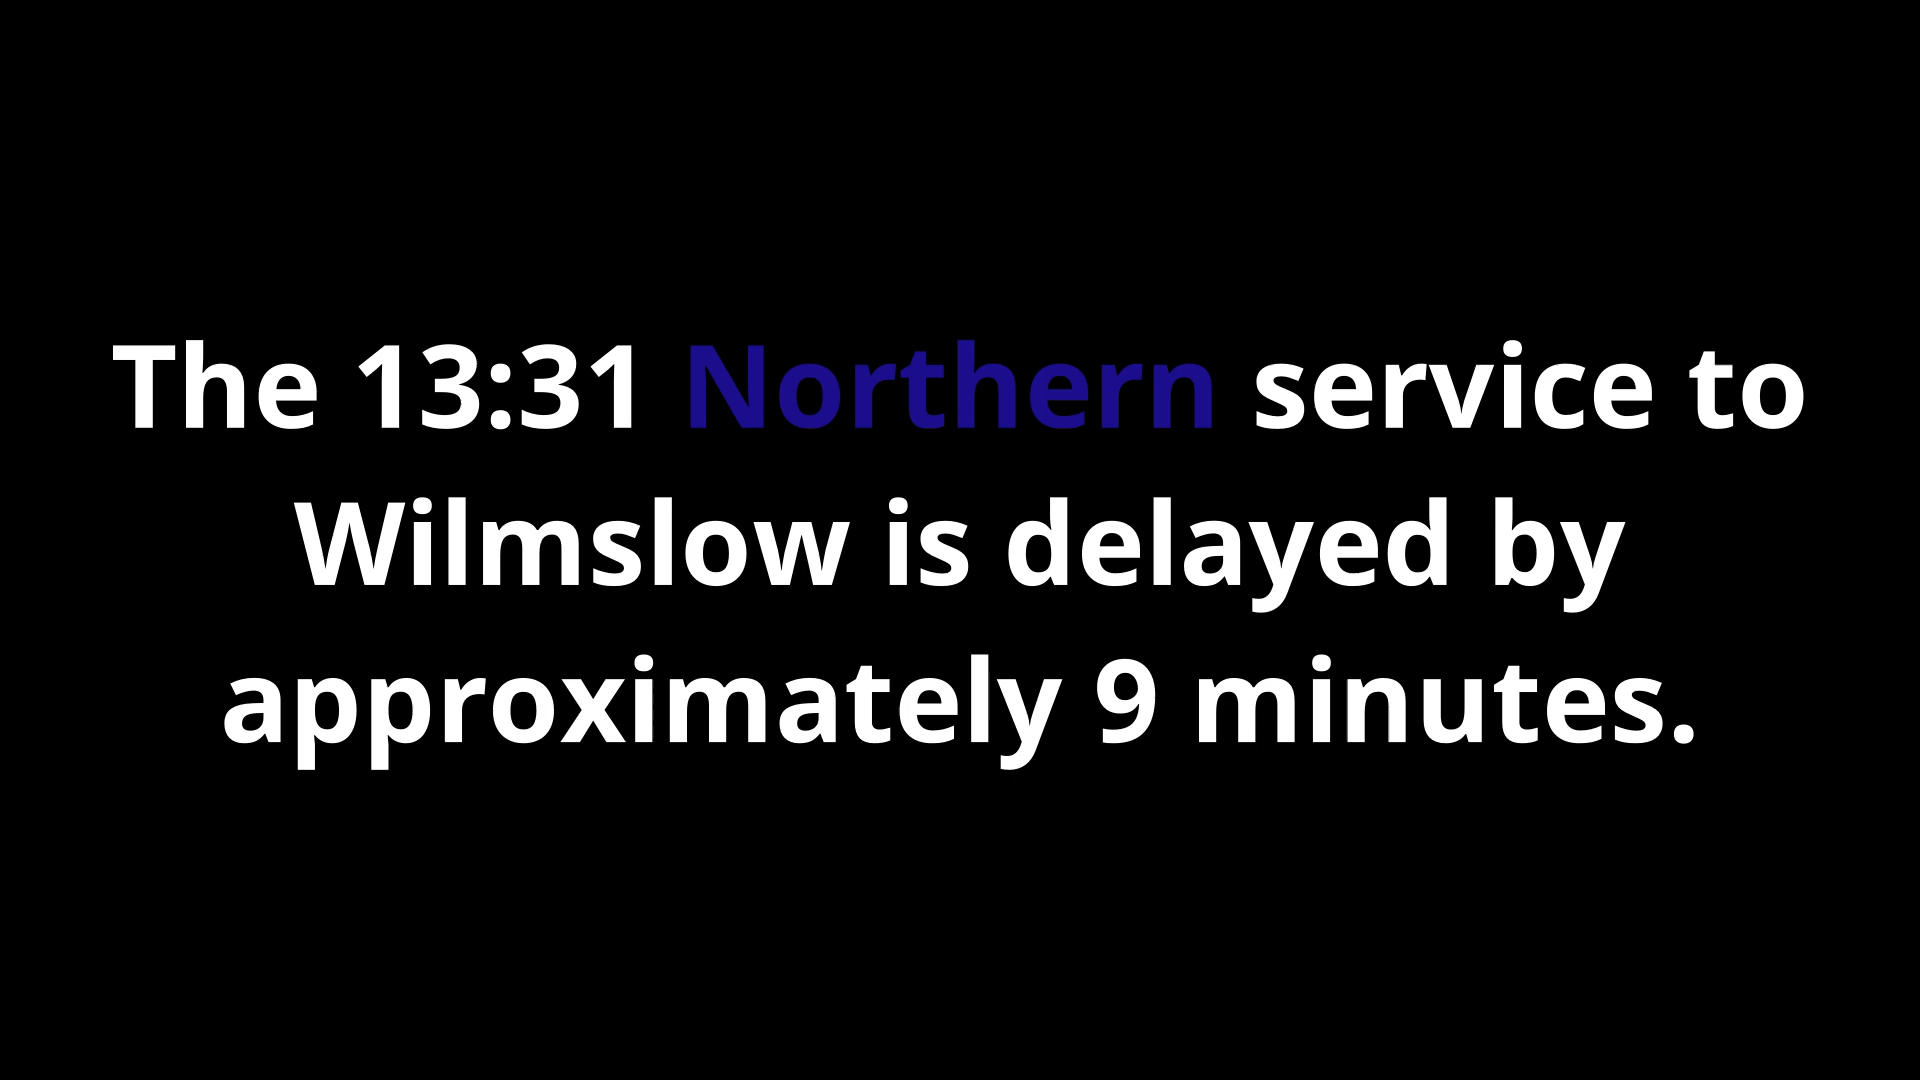 The 13:31 Northern service to
Wilmslow is delayed by
approximately 9 minutes.